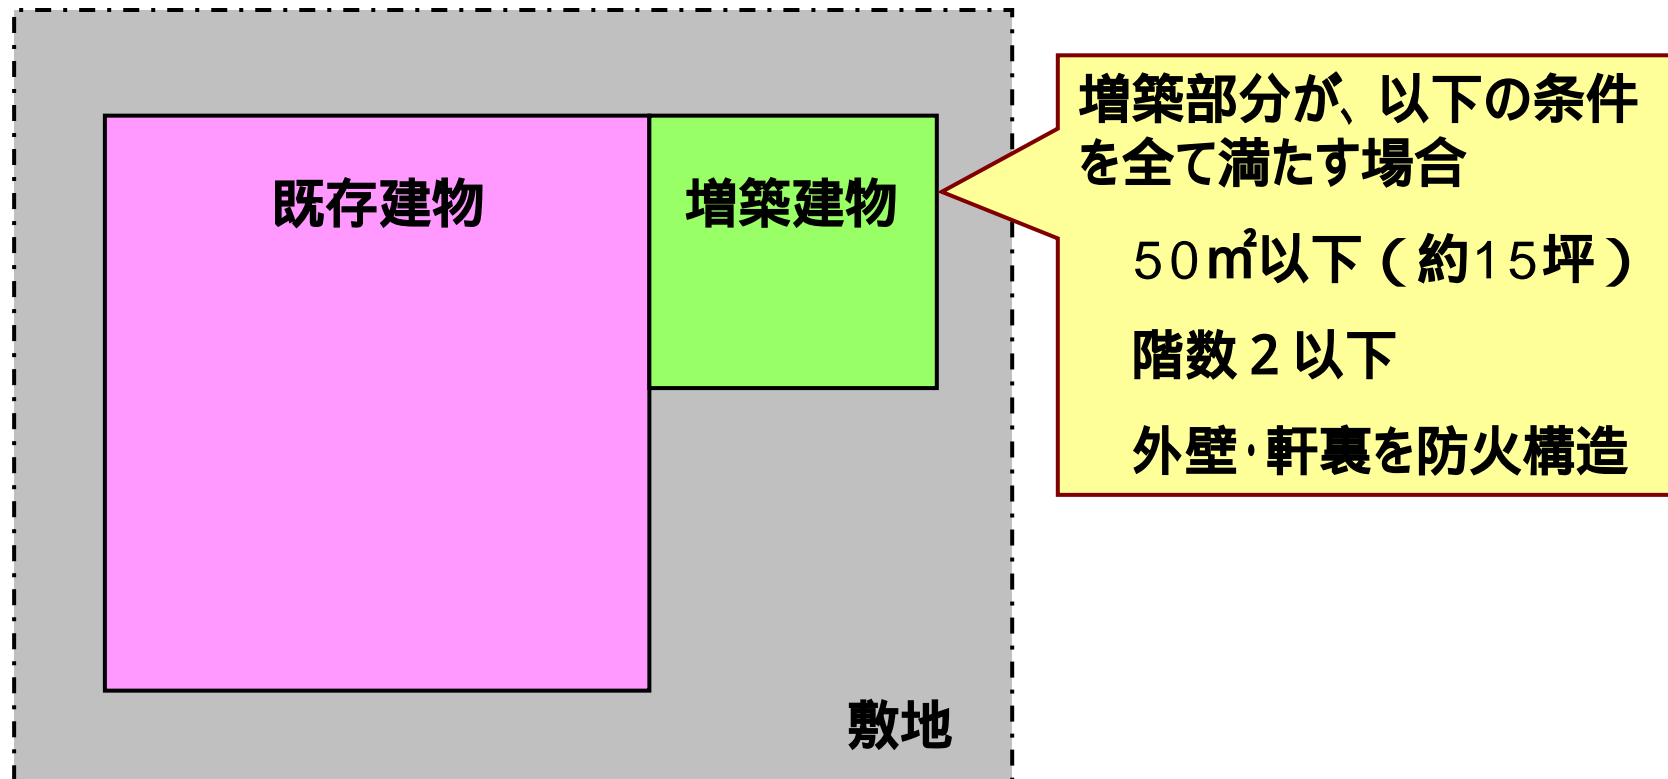 既存建物
増築建物
敷地
増築部分が、以下の条件
を全て満たす場合
50㎡以下（約15坪）
階数２以下
外壁・軒裏を防火構造